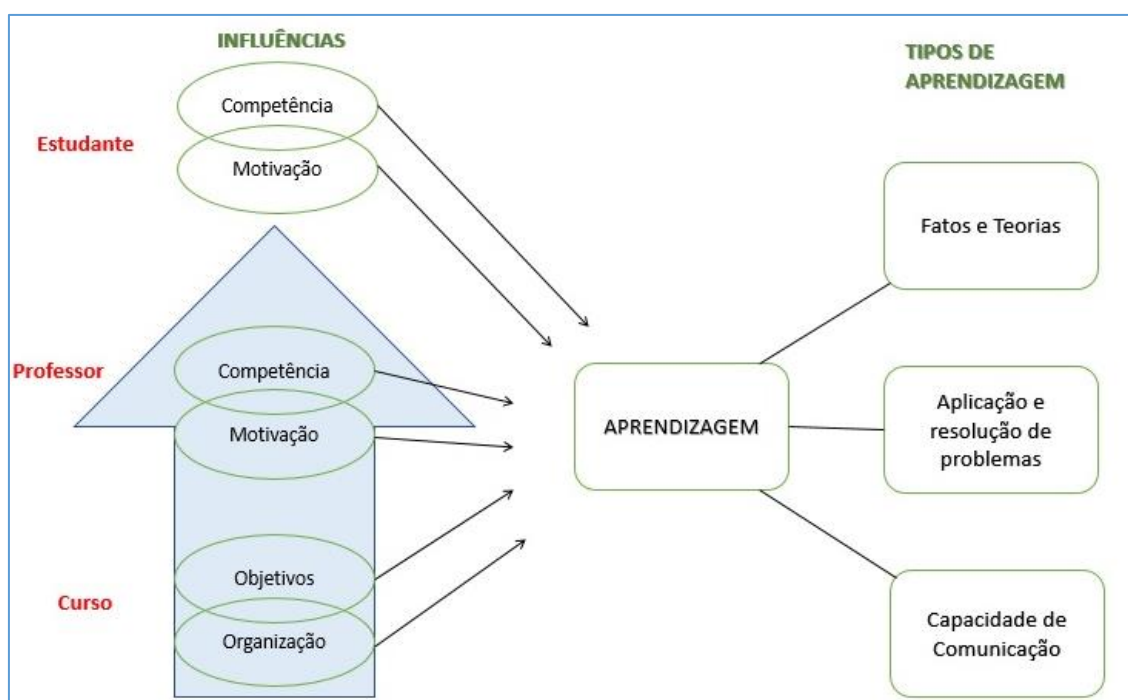 INFLUÊNCIAS
TIPOS DE
APRENDIZAGEM
Estudante
Competência
Motivação
Fatos e Teorias
Professor
Competência
Motivação
APRENDIZAGEM
Aplicação e
resolução de
problemas
Curso
Objetivos
Organização
Capacidade de
Comunicação